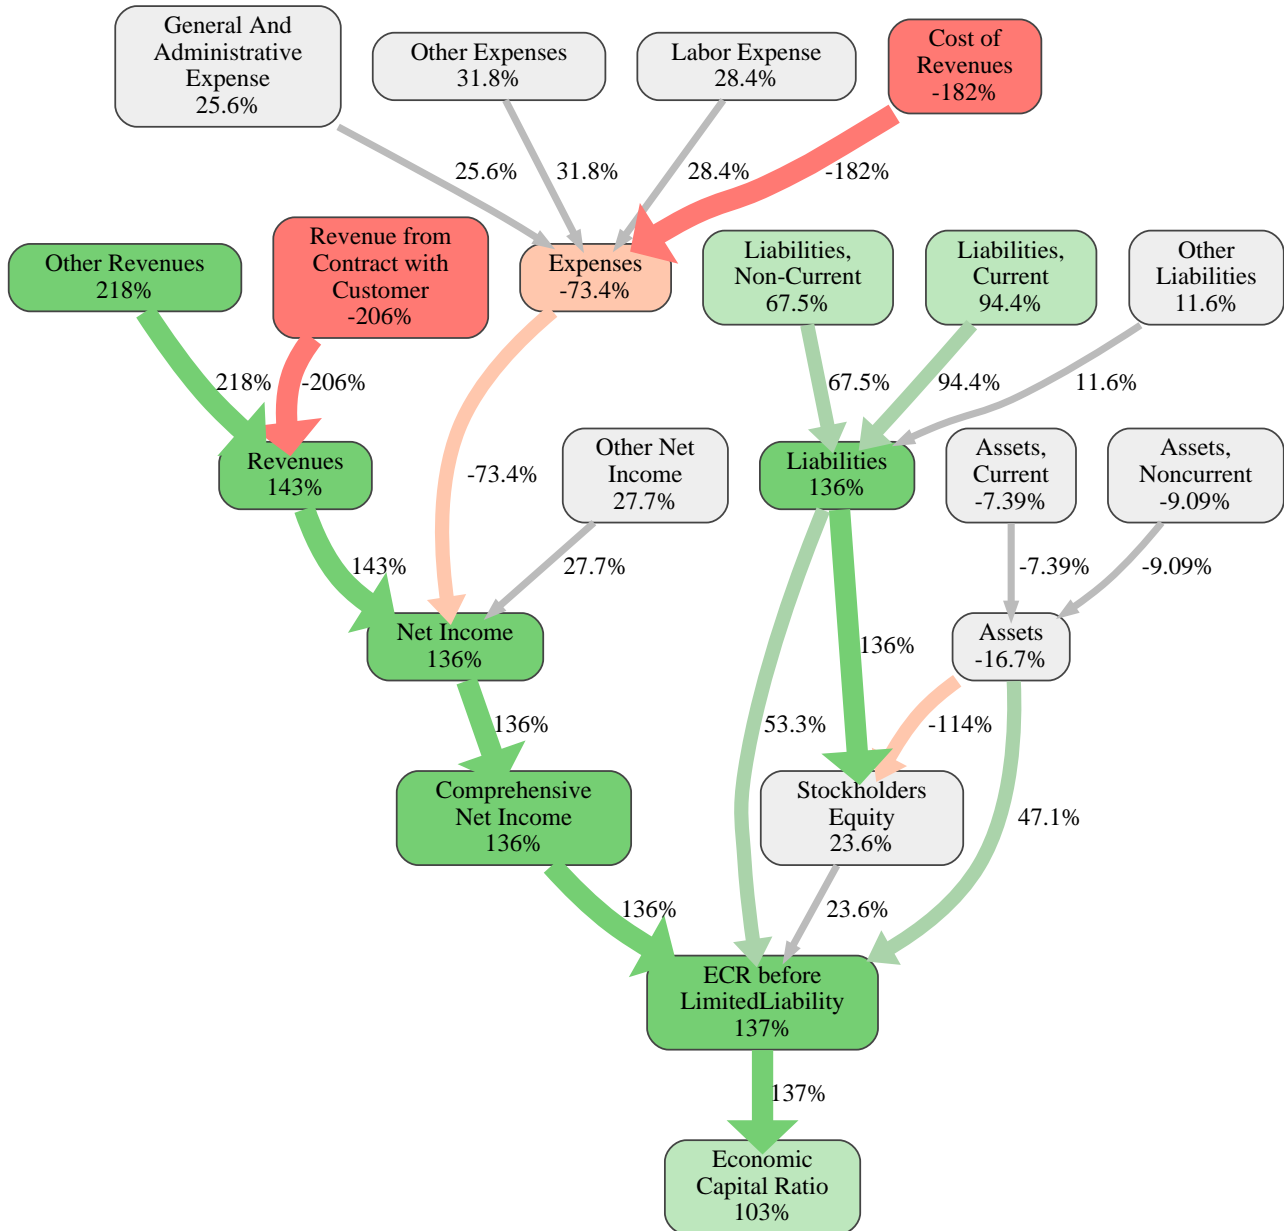 General And
Administrative
Expense
25.6%
Other Expenses
31.8%
Labor Expense
28.4%
Cost of
Revenues
-182%
25.6%
31.8%
28.4%
-182%
Other Revenues
218%
Revenue from
Contract with
Customer
-206%
Expenses
-73.4%
Liabilities,
Non-Current
67.5%
Liabilities,
Current
94.4%
Other
Liabilities
11.6%
218%
-206%
67.5%
94.4%
11.6%
Revenues
143%
-73.4%
Other Net
Income
27.7%
Liabilities
136%
Assets,
Current
-7.39%
Assets,
Noncurrent
-9.09%
143%
27.7%
-7.39%
-9.09%
Net Income
136%
136%
Assets
-16.7%
136%
53.3%
-114%
Comprehensive
Net Income
136%
Stockholders
Equity
23.6%
47.1%
136%
23.6%
ECR before
LimitedLiability
137%
137%
Economic
Capital Ratio
103%